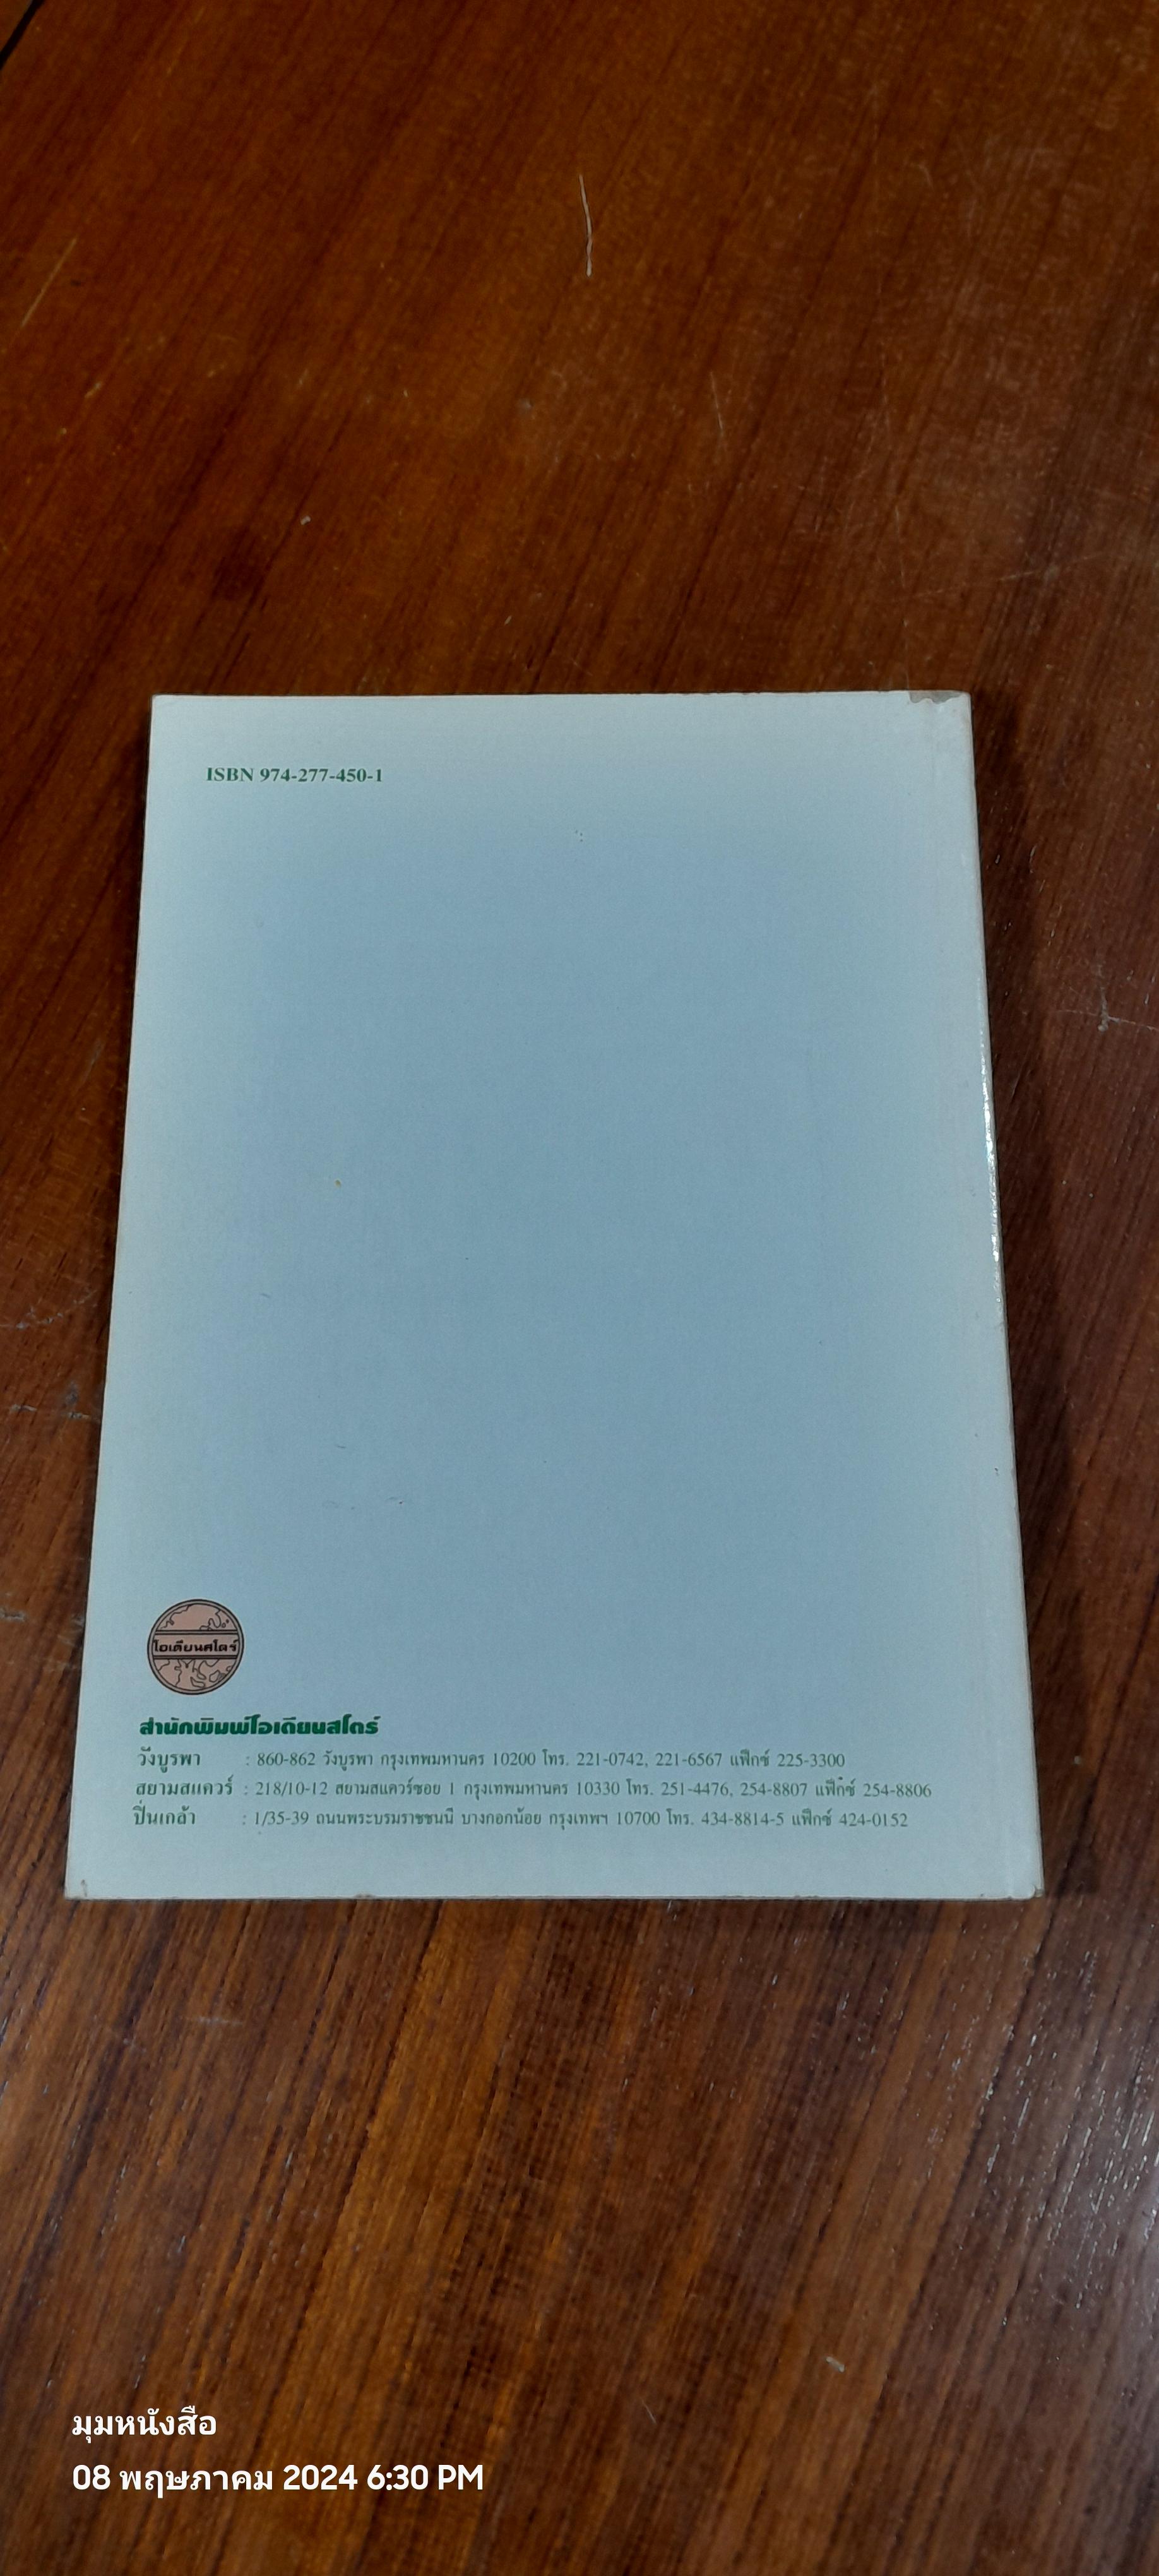 ISBN 974-277-450-1
โอเดียนสโตร์
สำนักพิมพ์โอเดียนสโตร์
วังบูรพา : 860-862 วังบูรพา กรุงเทพมหานคร 10200 โทร. 221-0742, 221-6567 แฟ็กซ์ 225-3300
สยามสแควร์ : 218/10-12 สยามสแควร์ซอย 1 กรุงเทพมหานคร 10330 โทร. 251-4476, 254-8807 แฟ็กซ์ 254-8806
ปิ่นเกล้า : 1/35-39 ถนนพระบรมราชชนนี บางกอกน้อย กรุงเทพฯ 10700 โทร. 434-8814-5 แฟ็กซ์ 424-0152
มุมหนังสือ
08 พฤษภาคม 2024 6:30 PM